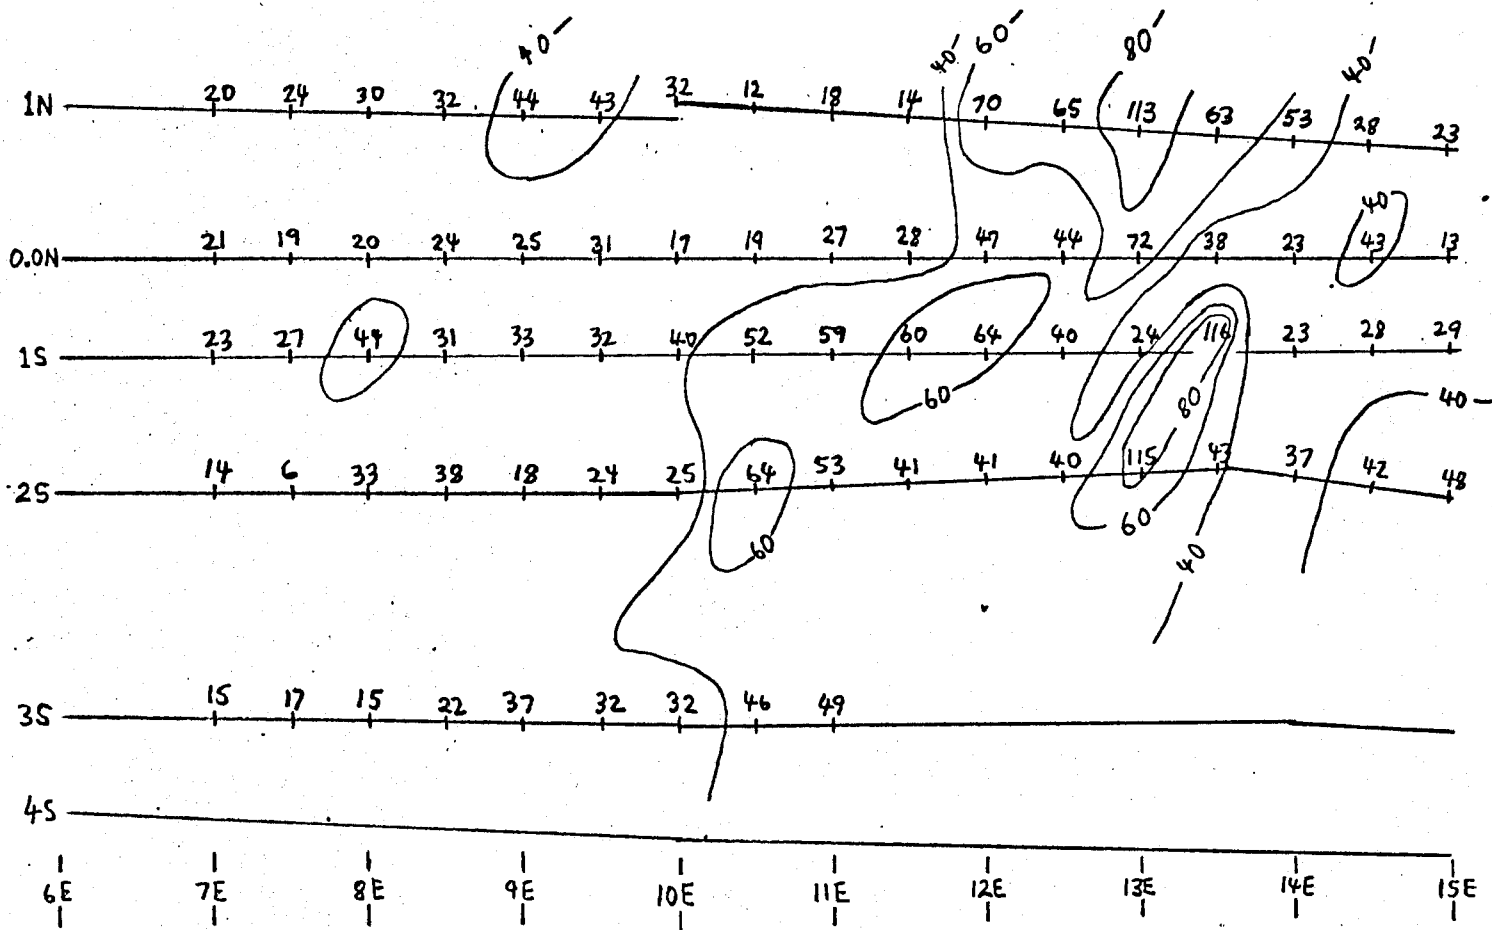 40 40 60 80 40
1N 20 24 30 32 44 43 32 12 18 14 70 65 113 63 53 28 23
40
0.0N 21 19 20 24 25 31 17 19 27 28 47 44 72 38 23 43 13
1S 23 27 49 31 33 32 40 52 59 60 64 40 24 116 23 28 29
60 80 40
2S 14 6 33 38 18 24 25 64 53 41 41 40 115 43 37 42 48
60 60 40
3S 15 17 15 22 37 32 32 46 49
4S
6E 7E 8E 9E 10E 11E 12E 13E 14E 15E